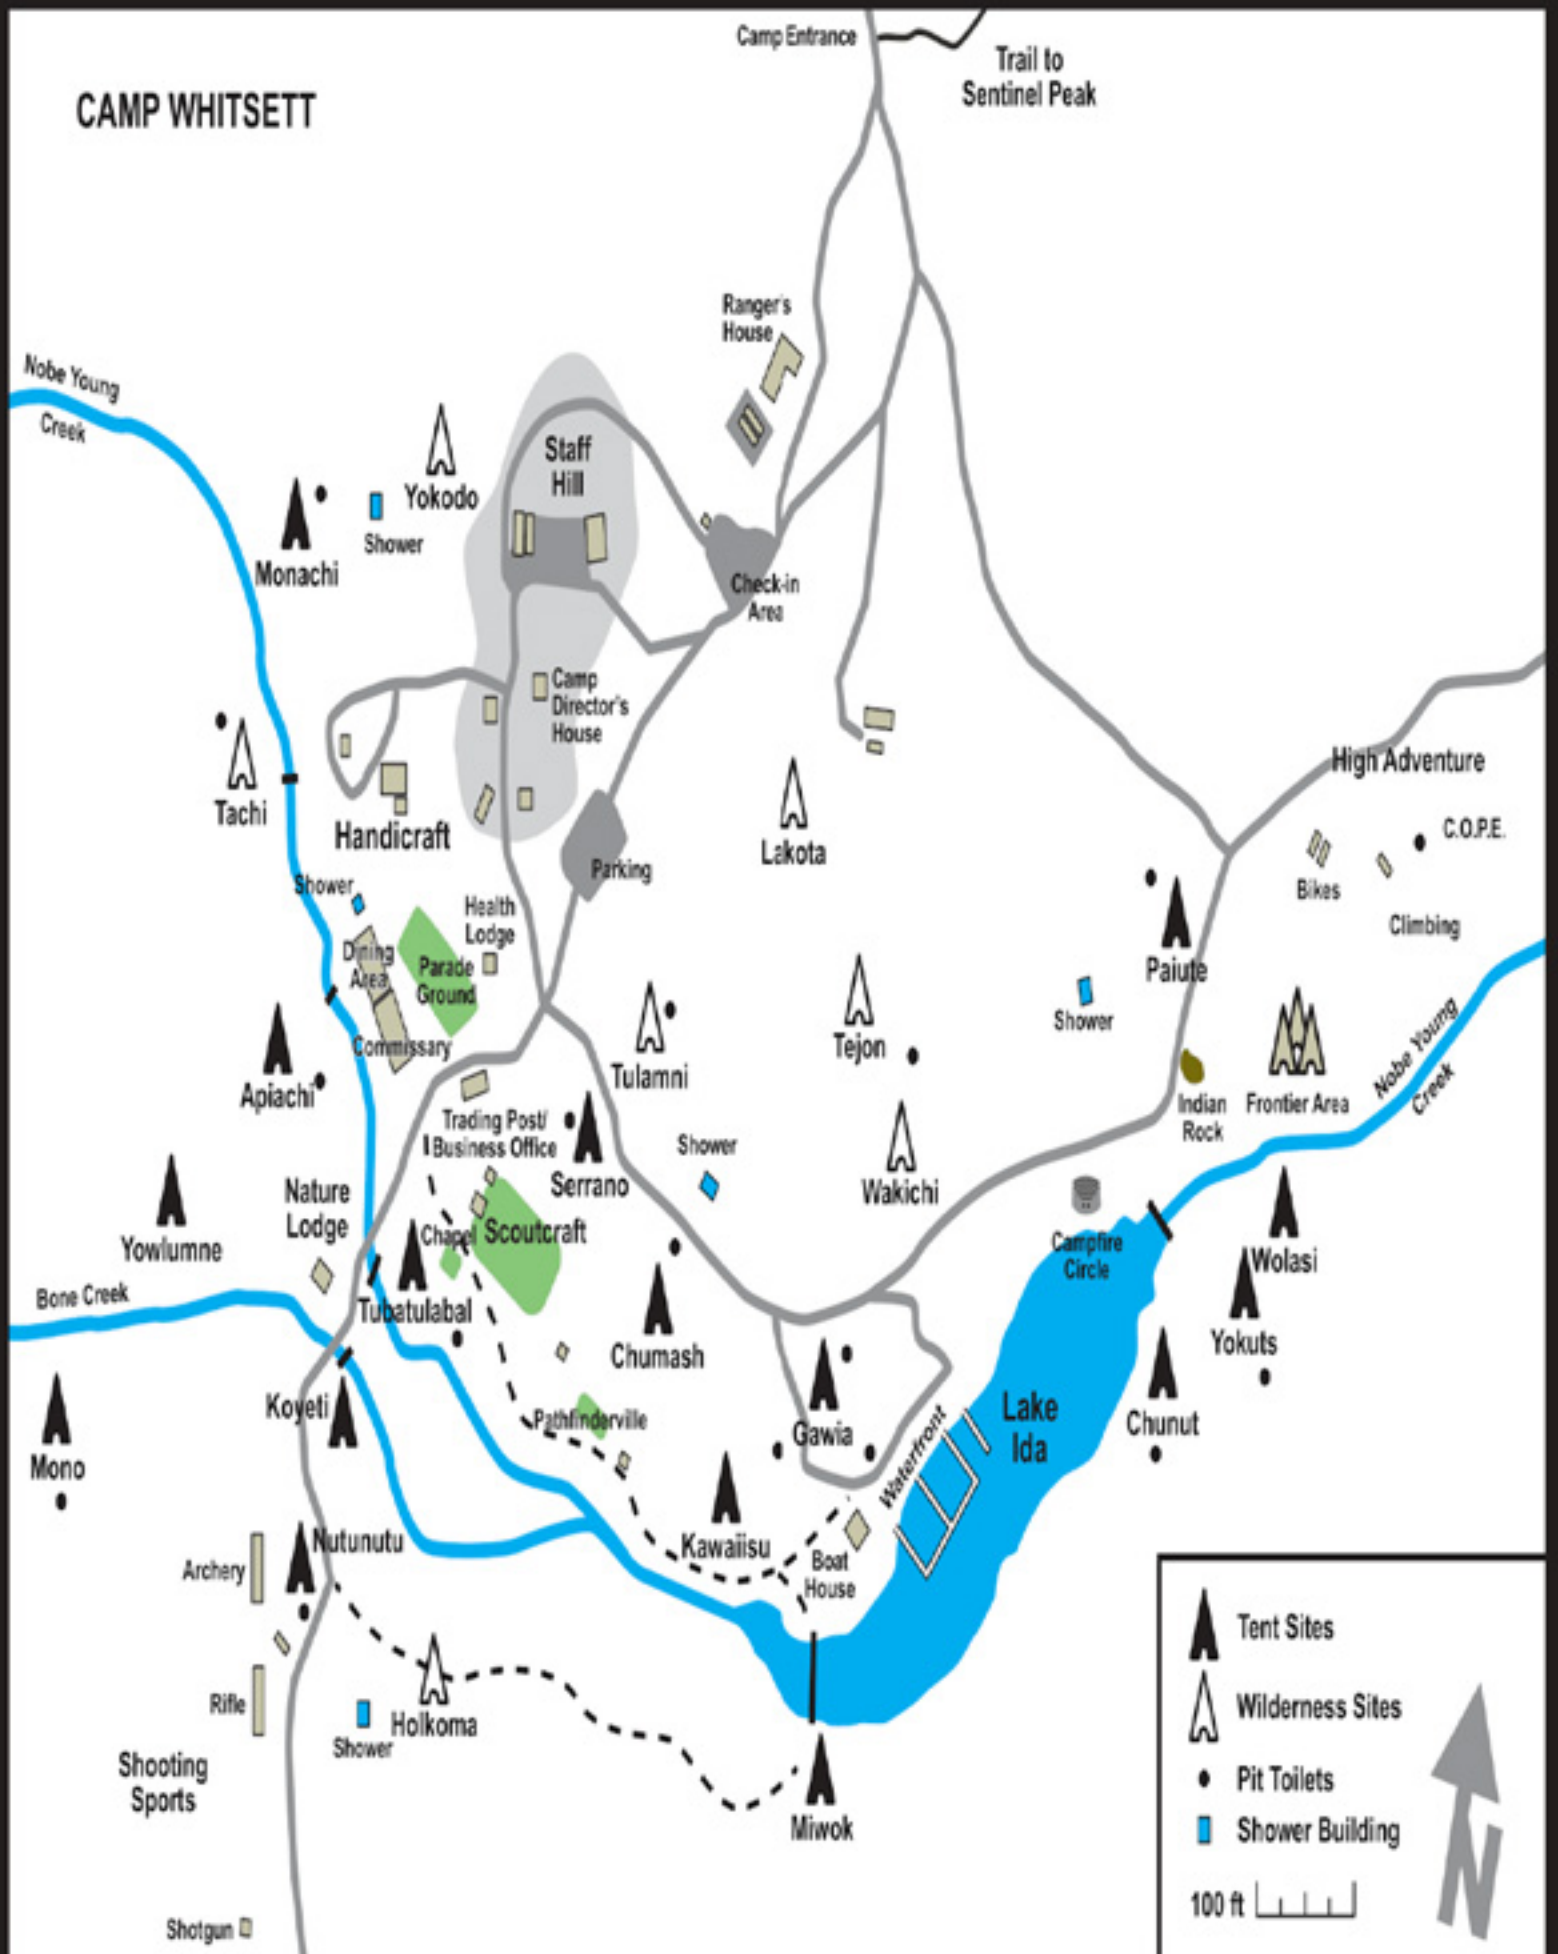 Camp Entrance
Trail to
Sentinel Peak
CAMP WHITSETT
Ranger's
House
Nobe Young
Creek
Staff
Hill
Yokodo
Shower
Monachi
Check-in
Area
Camp
Director's
House
High Adventure
Tachi
Handicraft
Lakota
C.O.P.E.
Parking
Bikes
Shower
Health
Lodge
Climbing
Dining
Area
Parade
Ground
Paiute
Commissary
Shower
Tejon
Tulamni
Nobe Young
Creek
Apiachi
Trading Post/
Business Office
Indian
Rock
Frontier Area
Shower
Serrano
Wakichi
Nature
Lodge
Yowlumne
Chapel
Scoutcraft
Campfire
Circle
Wolasi
Bone Creek
Tubatulabal
Chumash
Yokuts
Koyeti
Pathfinderville
Gawia
Waterfront
Lake
Ida
Chunut
Mono
Nutunutu
Kawaiisu
Archery
Boat
House
Tent Sites
Rifle
Holkoma
Shower
Wilderness Sites
Shooting
Sports
Pit Toilets
Miwok
Shower Building
100 ft
N
Shotgun